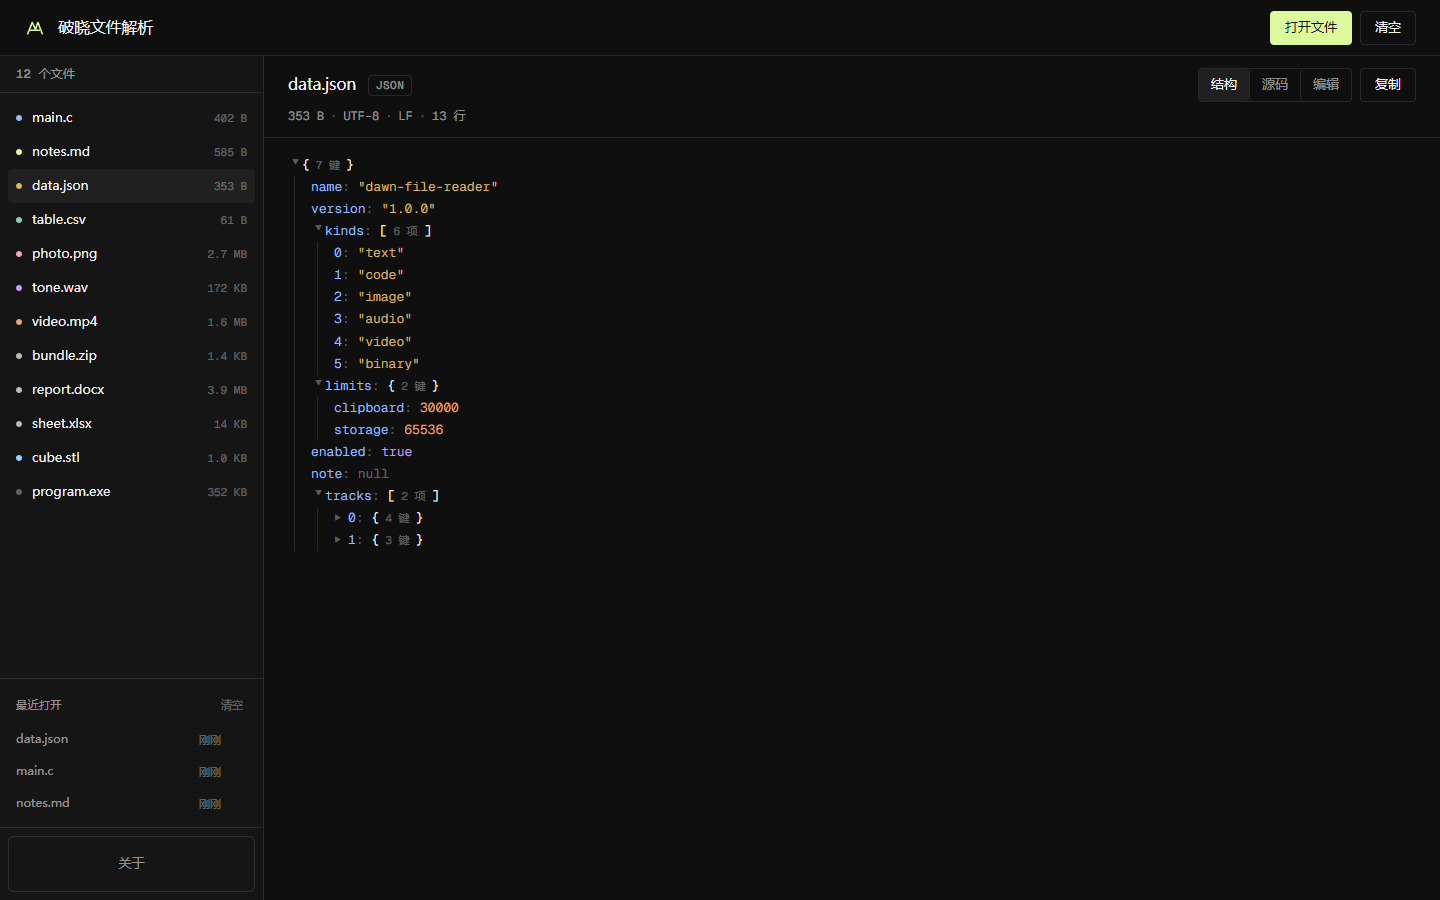 破晓文件解析
打开文件
清空
12 个文件
main.c 402 B
notes.md 585 B
data.json 353 B
table.csv 61 B
photo.png 2.7 MB
tone.wav 172 KB
video.mp4 1.6 MB
bundle.zip 1.4 KB
report.docx 3.9 MB
sheet.xlsx 14 KB
cube.stl 1.0 KB
program.exe 352 KB
最近打开 清空
data.json 刚刚
main.c 刚刚
notes.md 刚刚
关于
data.json JSON
结构 源码 编辑 复制
353 B · UTF-8 · LF · 13 行
{ 7 键 }
name: "dawn-file-reader"
version: "1.0.0"
kinds: [ 6 项 ]
0: "text"
1: "code"
2: "image"
3: "audio"
4: "video"
5: "binary"
limits: { 2 键 }
clipboard: 30000
storage: 65536
enabled: true
note: null
tracks: [ 2 项 ]
0: { 4 键 }
1: { 3 键 }